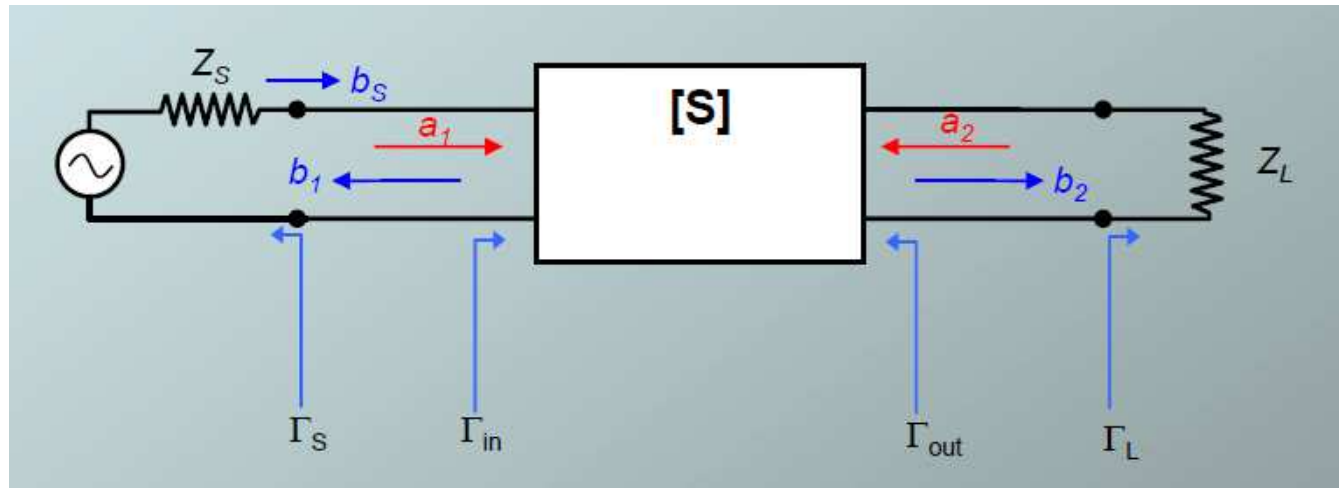 Z_S b_S [S]
a_1 a_2
b_1 b_2 Z_L
Γ_S Γ_in Γ_out Γ_L